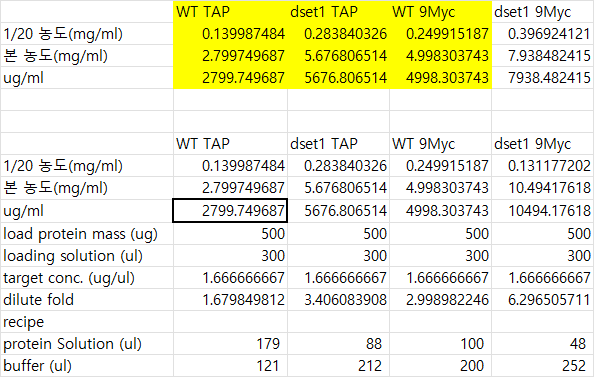 WT TAP dset1 TAP WT 9Myc dset1 9Myc
1/20 농도(mg/ml) 0.139987484 0.283840326 0.249915187 0.396924121
본 농도(mg/ml) 2.799749687 5.676806514 4.998303743 7.938482415
ug/ml 2799.749687 5676.806514 4998.303743 7938.482415
WT TAP dset1 TAP WT 9Myc dset1 9Myc
1/20 농도(mg/ml) 0.139987484 0.283840326 0.249915187 0.131177202
본 농도(mg/ml) 2.799749687 5.676806514 4.998303743 10.49417618
ug/ml 2799.749687 5676.806514 4998.303743 10494.17618
load protein mass (ug) 500 500 500 500
loading solution (ul) 300 300 300 300
target conc. (ug/ul) 1.666666667 1.666666667 1.666666667 1.666666667
dilute fold 1.679849812 3.406083908 2.998982246 6.296505711
recipe
protein Solution (ul) 179 88 100 48
buffer (ul) 121 212 200 252